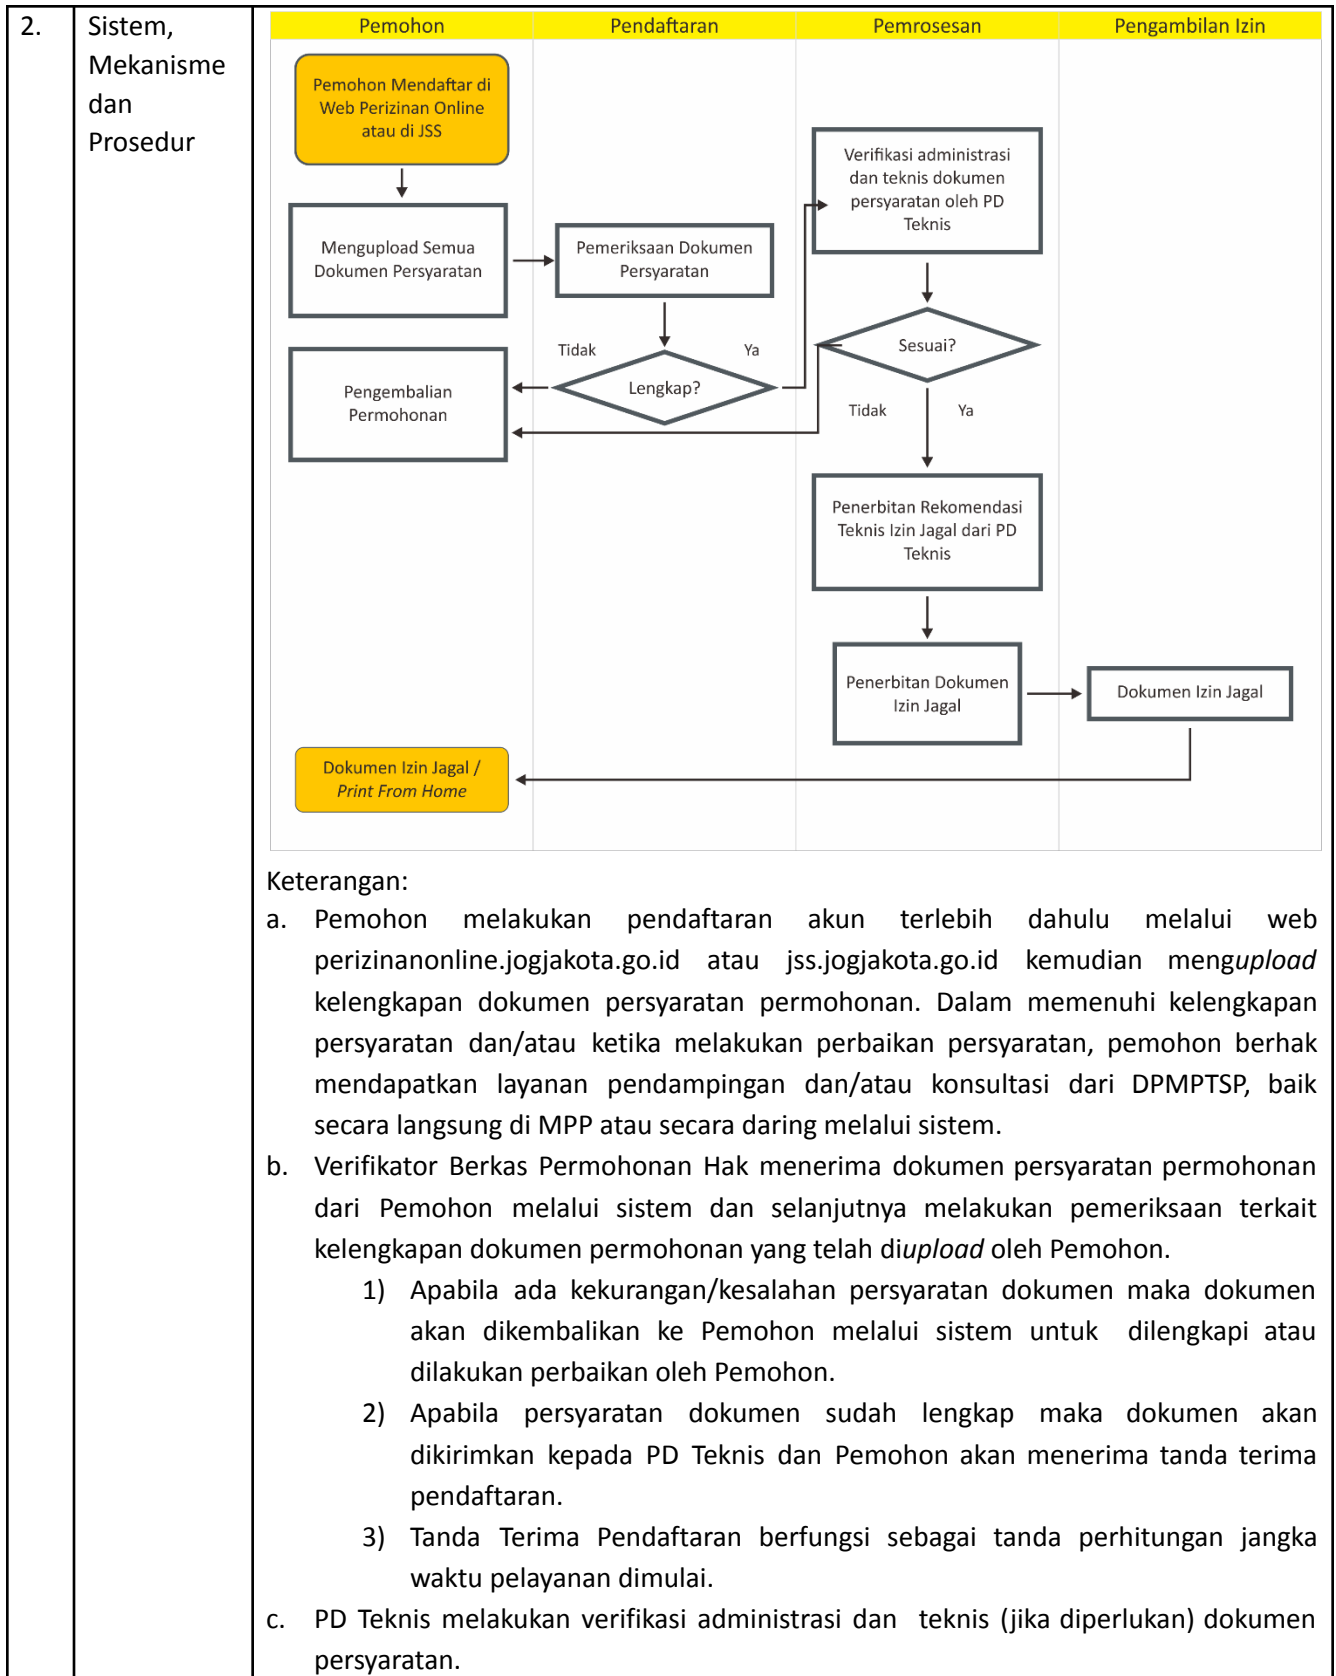 2.
Sistem,
Mekanisme
dan
Prosedur
Pemohon
Pendaftaran
Pemrosesan
Pengambilan Izin
Pemohon Mendaftar di
Web Perizinan Online
atau di JSS
Mengupload Semua
Dokumen Persyaratan
Pemeriksaan Dokumen
Persyaratan
Verifikasi administrasi
dan teknis dokumen
persyaratan oleh PD
Teknis
Tidak
Ya
Lengkap?
Pengembalian
Permohonan
Sesuai?
Tidak
Ya
Penerbitan Rekomendasi
Teknis Izin Jagal dari PD
Teknis
Penerbitan Dokumen
Izin Jagal
Dokumen Izin Jagal
Dokumen Izin Jagal /
Print From Home
Keterangan:
a. Pemohon melakukan pendaftaran akun terlebih dahulu melalui web
perizinanonline.jogjakota.go.id atau jss.jogjakota.go.id kemudian mengupload
kelengkapan dokumen persyaratan permohonan. Dalam memenuhi kelengkapan
persyaratan dan/atau ketika melakukan perbaikan persyaratan, pemohon berhak
mendapatkan layanan pendampingan dan/atau konsultasi dari DPMPTSP, baik
secara langsung di MPP atau secara daring melalui sistem.
b. Verifikator Berkas Permohonan Hak menerima dokumen persyaratan permohonan
dari Pemohon melalui sistem dan selanjutnya melakukan pemeriksaan terkait
kelengkapan dokumen permohonan yang telah diupload oleh Pemohon.
1) Apabila ada kekurangan/kesalahan persyaratan dokumen maka dokumen
akan dikembalikan ke Pemohon melalui sistem untuk dilengkapi atau
dilakukan perbaikan oleh Pemohon.
2) Apabila persyaratan dokumen sudah lengkap maka dokumen akan
dikirimkan kepada PD Teknis dan Pemohon akan menerima tanda terima
pendaftaran.
3) Tanda Terima Pendaftaran berfungsi sebagai tanda perhitungan jangka
waktu pelayanan dimulai.
c. PD Teknis melakukan verifikasi administrasi dan teknis (jika diperlukan) dokumen
persyaratan.